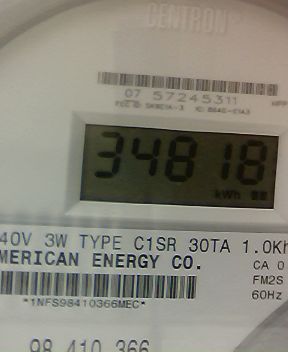 CENTRON
07 57245311
34818
kWh
40V 3W TYPE C1SR 30TA 1.0Kh
MERICAN ENERGY CO.
CA 0
FM2S
60Hz
*1NFS98410366MEC*
98 410 366